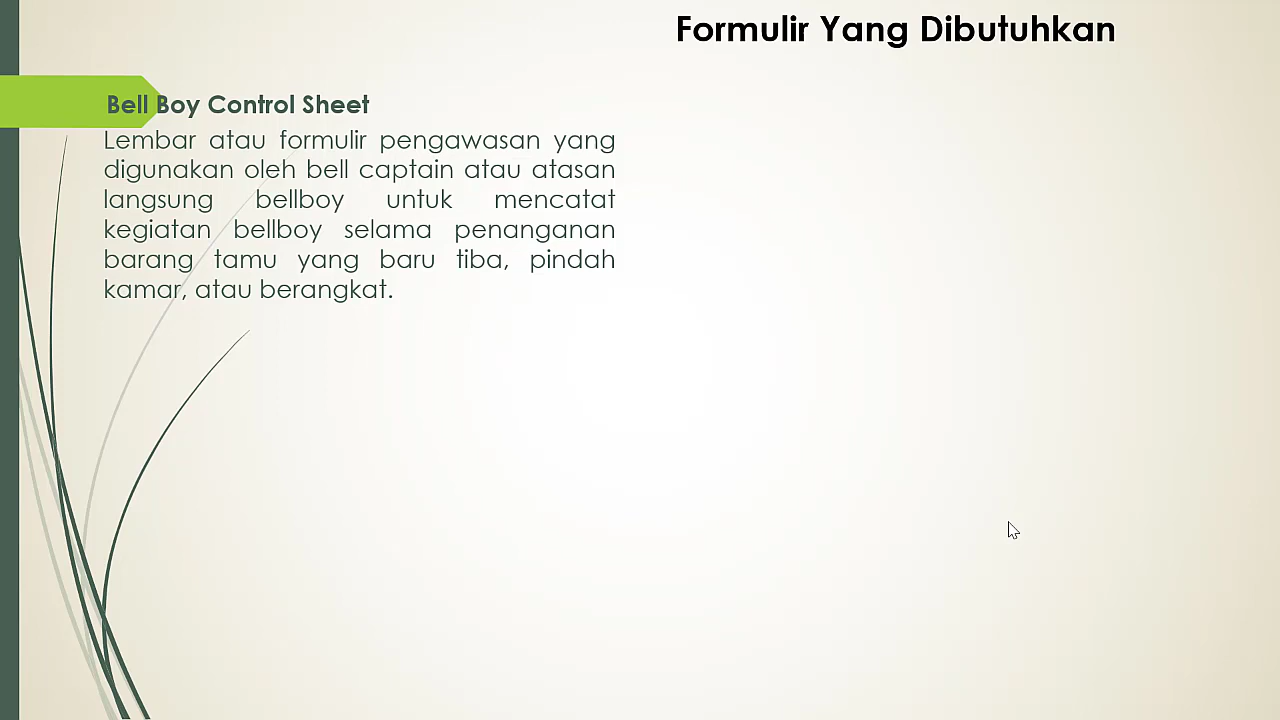 Formulir Yang Dibutuhkan
Bell Boy Control Sheet
Lembar atau formulir pengawasan yang
digunakan oleh bell captain atau atasan
langsung bellboy untuk mencatat
kegiatan bellboy selama penanganan
barang tamu yang baru tiba, pindah
kamar, atau berangkat.